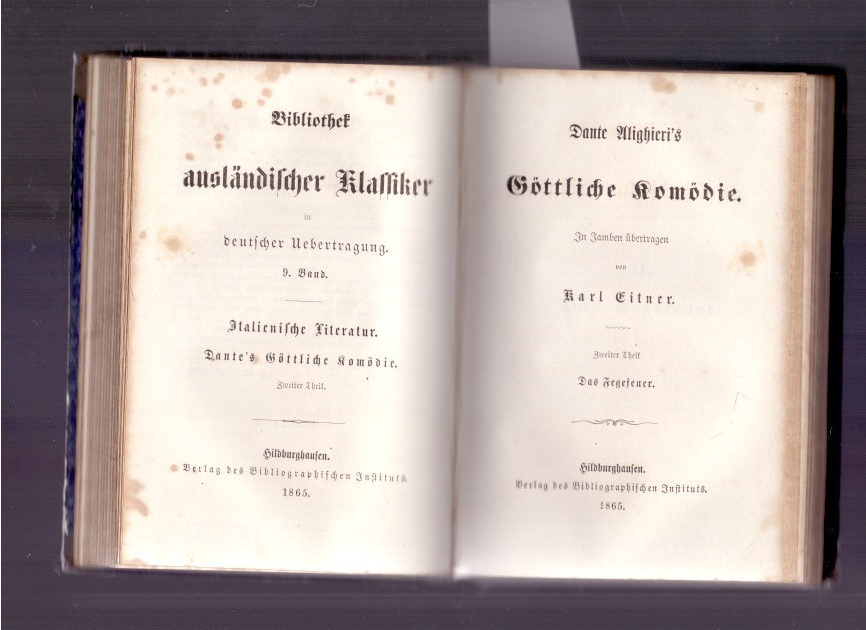 Bibliothek
ausländischer Klassiker
in
deutscher Uebertragung.
9. Band.
Italienische Literatur.
Dante's Göttliche Komödie.
Zweiter Theil.
Hildburghausen.
Verlag des Bibliographischen Instituts.
1865.
Dante Alighieri's
Göttliche Komödie.
In Jamben übertragen
von
Karl Eitner.
Zweiter Theil
Das Fegefeuer.
Hildburghausen.
Verlag des Bibliographischen Instituts.
1865.